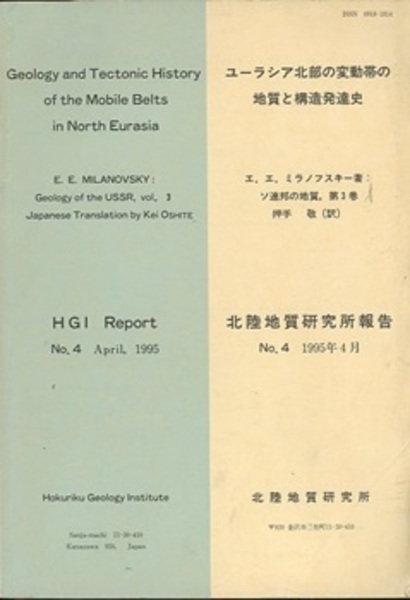 Geology and Tectonic History
of the Mobile Belts
in North Eurasia
E. E. MILANOVSKY:
Geology of the USSR, vol, 3
Japanese Translation by Kei OSHITE
HGI Report
No. 4 April, 1995
Hokuriku Geology Institute
Kanazawa Japan
ISSN
ユーラシア北部の変動帯の
地質と構造発達史
エ, エ, ミラノフスキー著:
ソ連邦の地質, 第3巻
押手 敬 (訳)
北陸地質研究所報告
No. 4 1995年4月
北陸地質研究所